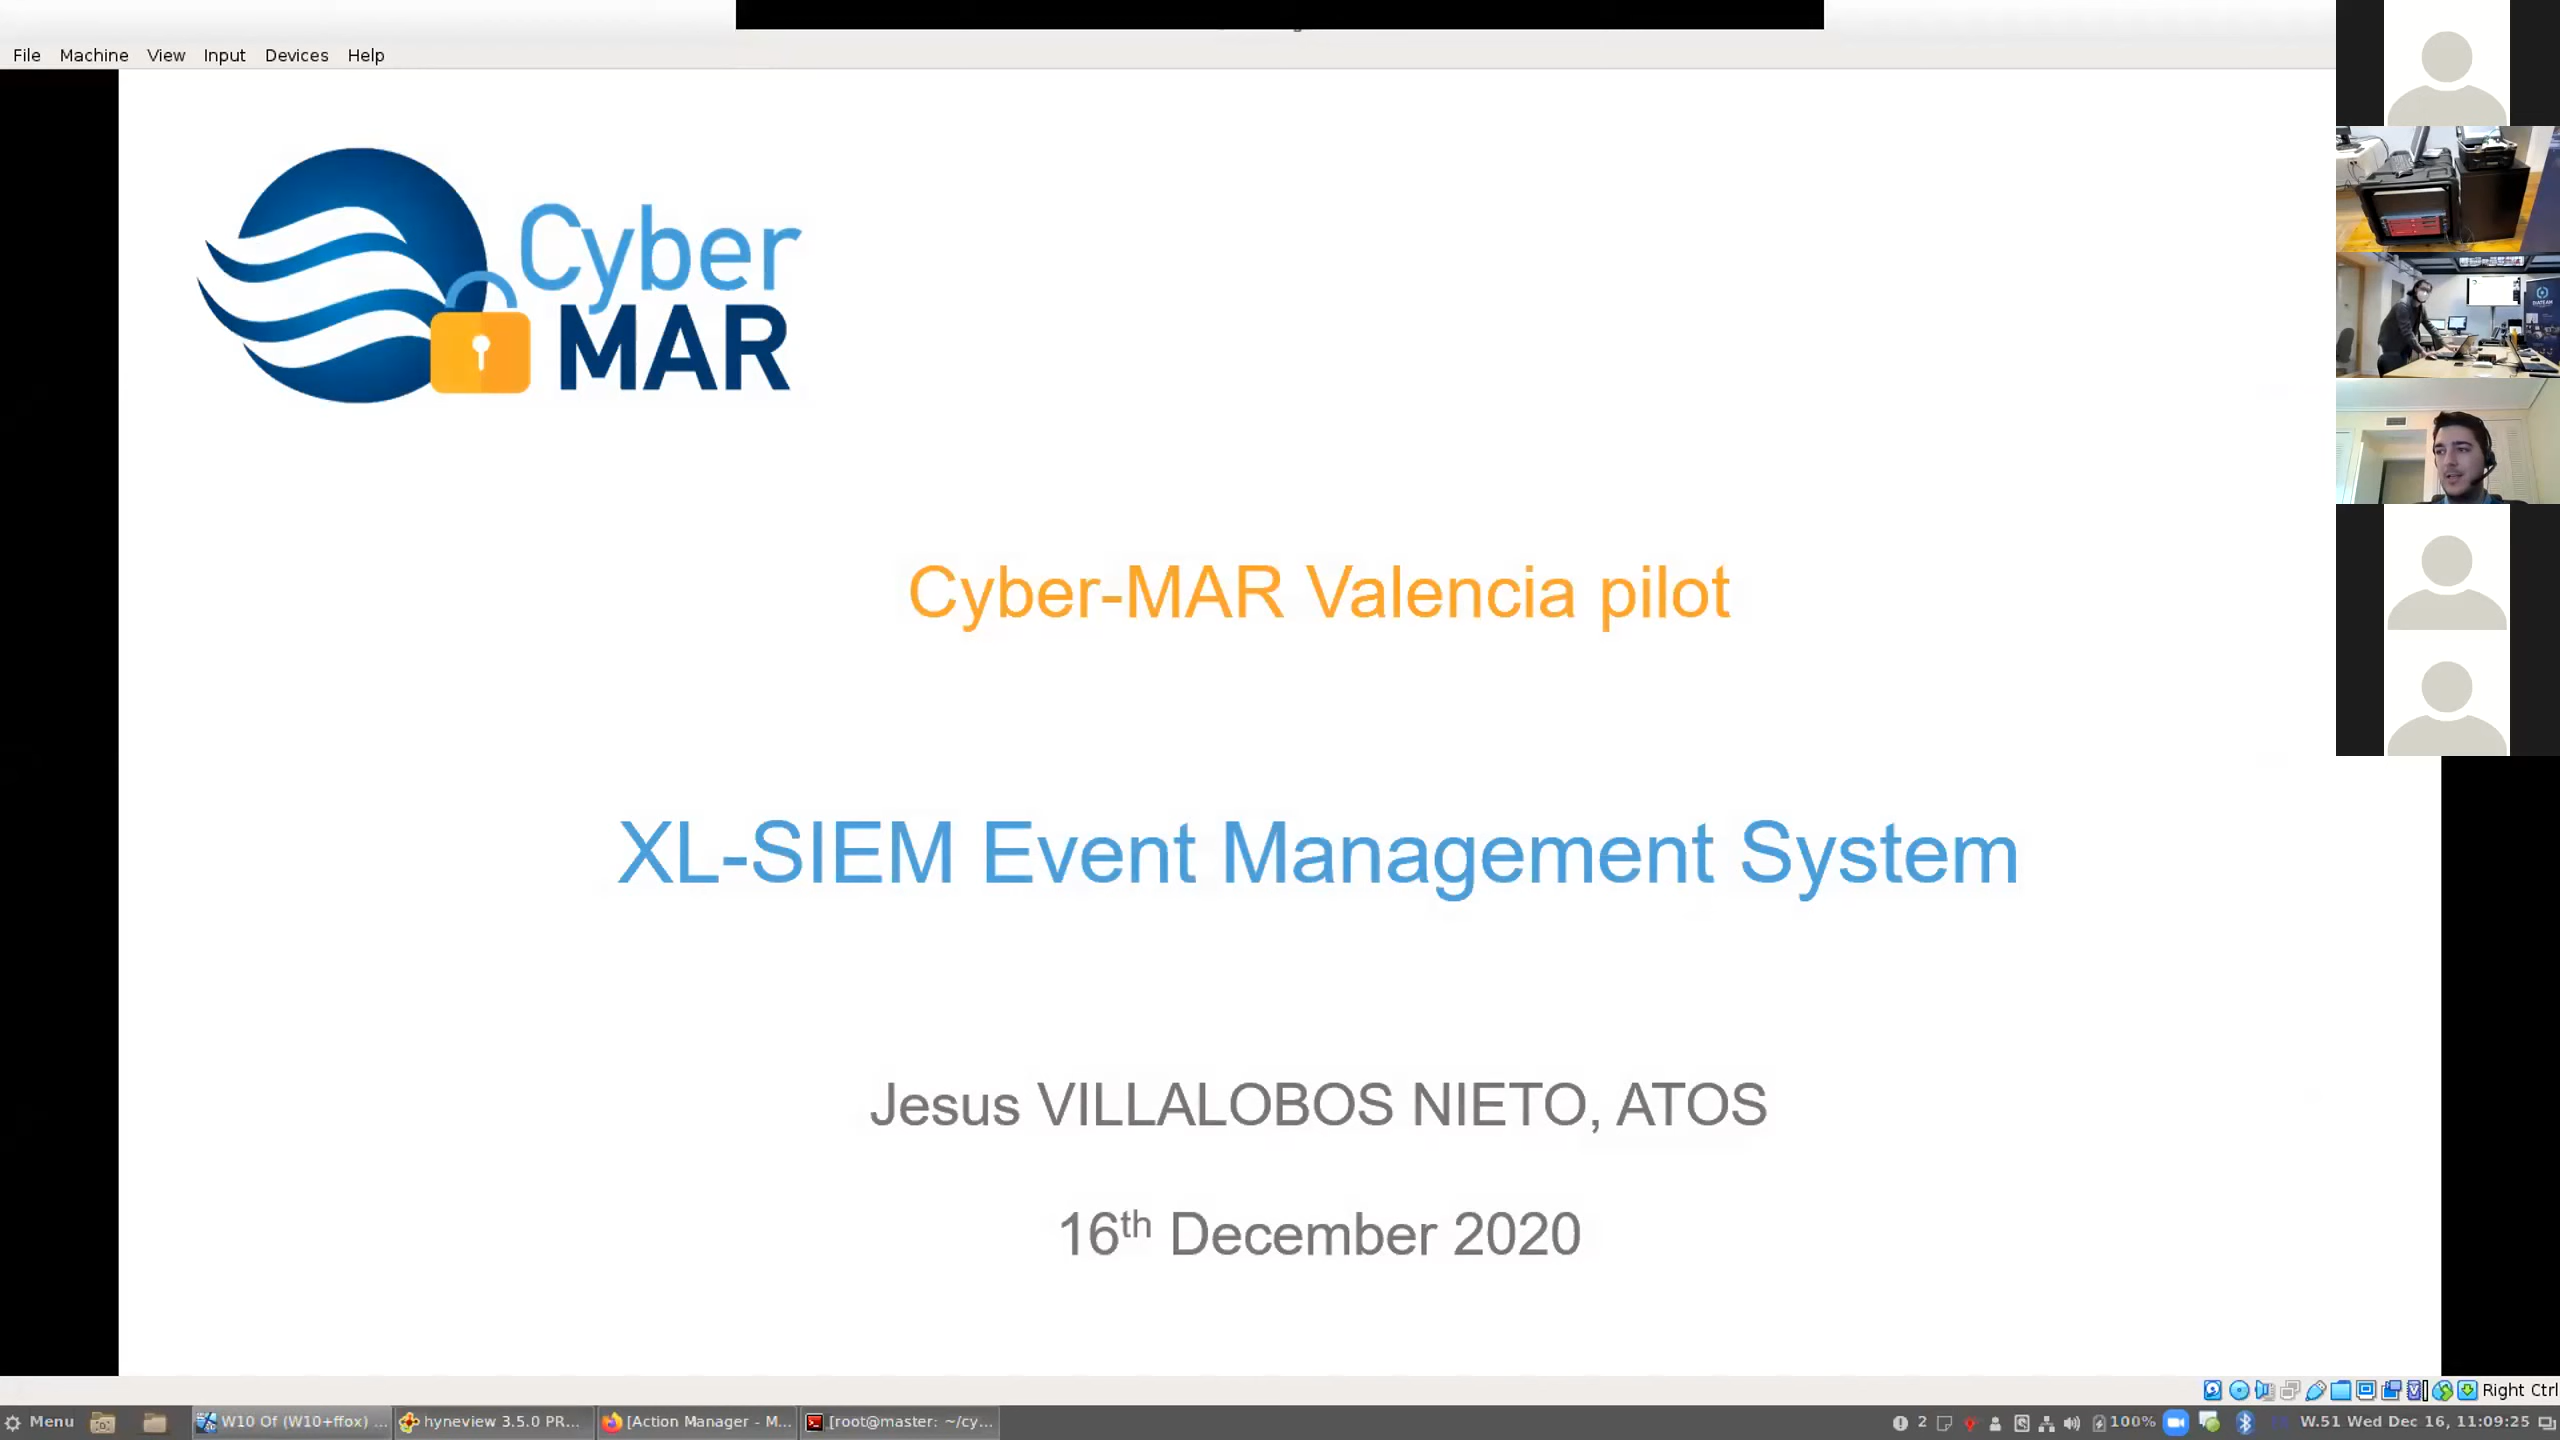 File Machine View Input Devices Help
Cyber
MAR
Cyber-MAR Valencia pilot
XL-SIEM Event Management System
Jesus VILLALOBOS NIETO, ATOS
16th December 2020
Right Ctrl
Menu W10 Of (W10+ffox) ... hyneview 3.5.0 PR... [Action Manager - M... [root@master: ~/cy... 2 100% W.51 Wed Dec 16, 11:09:25